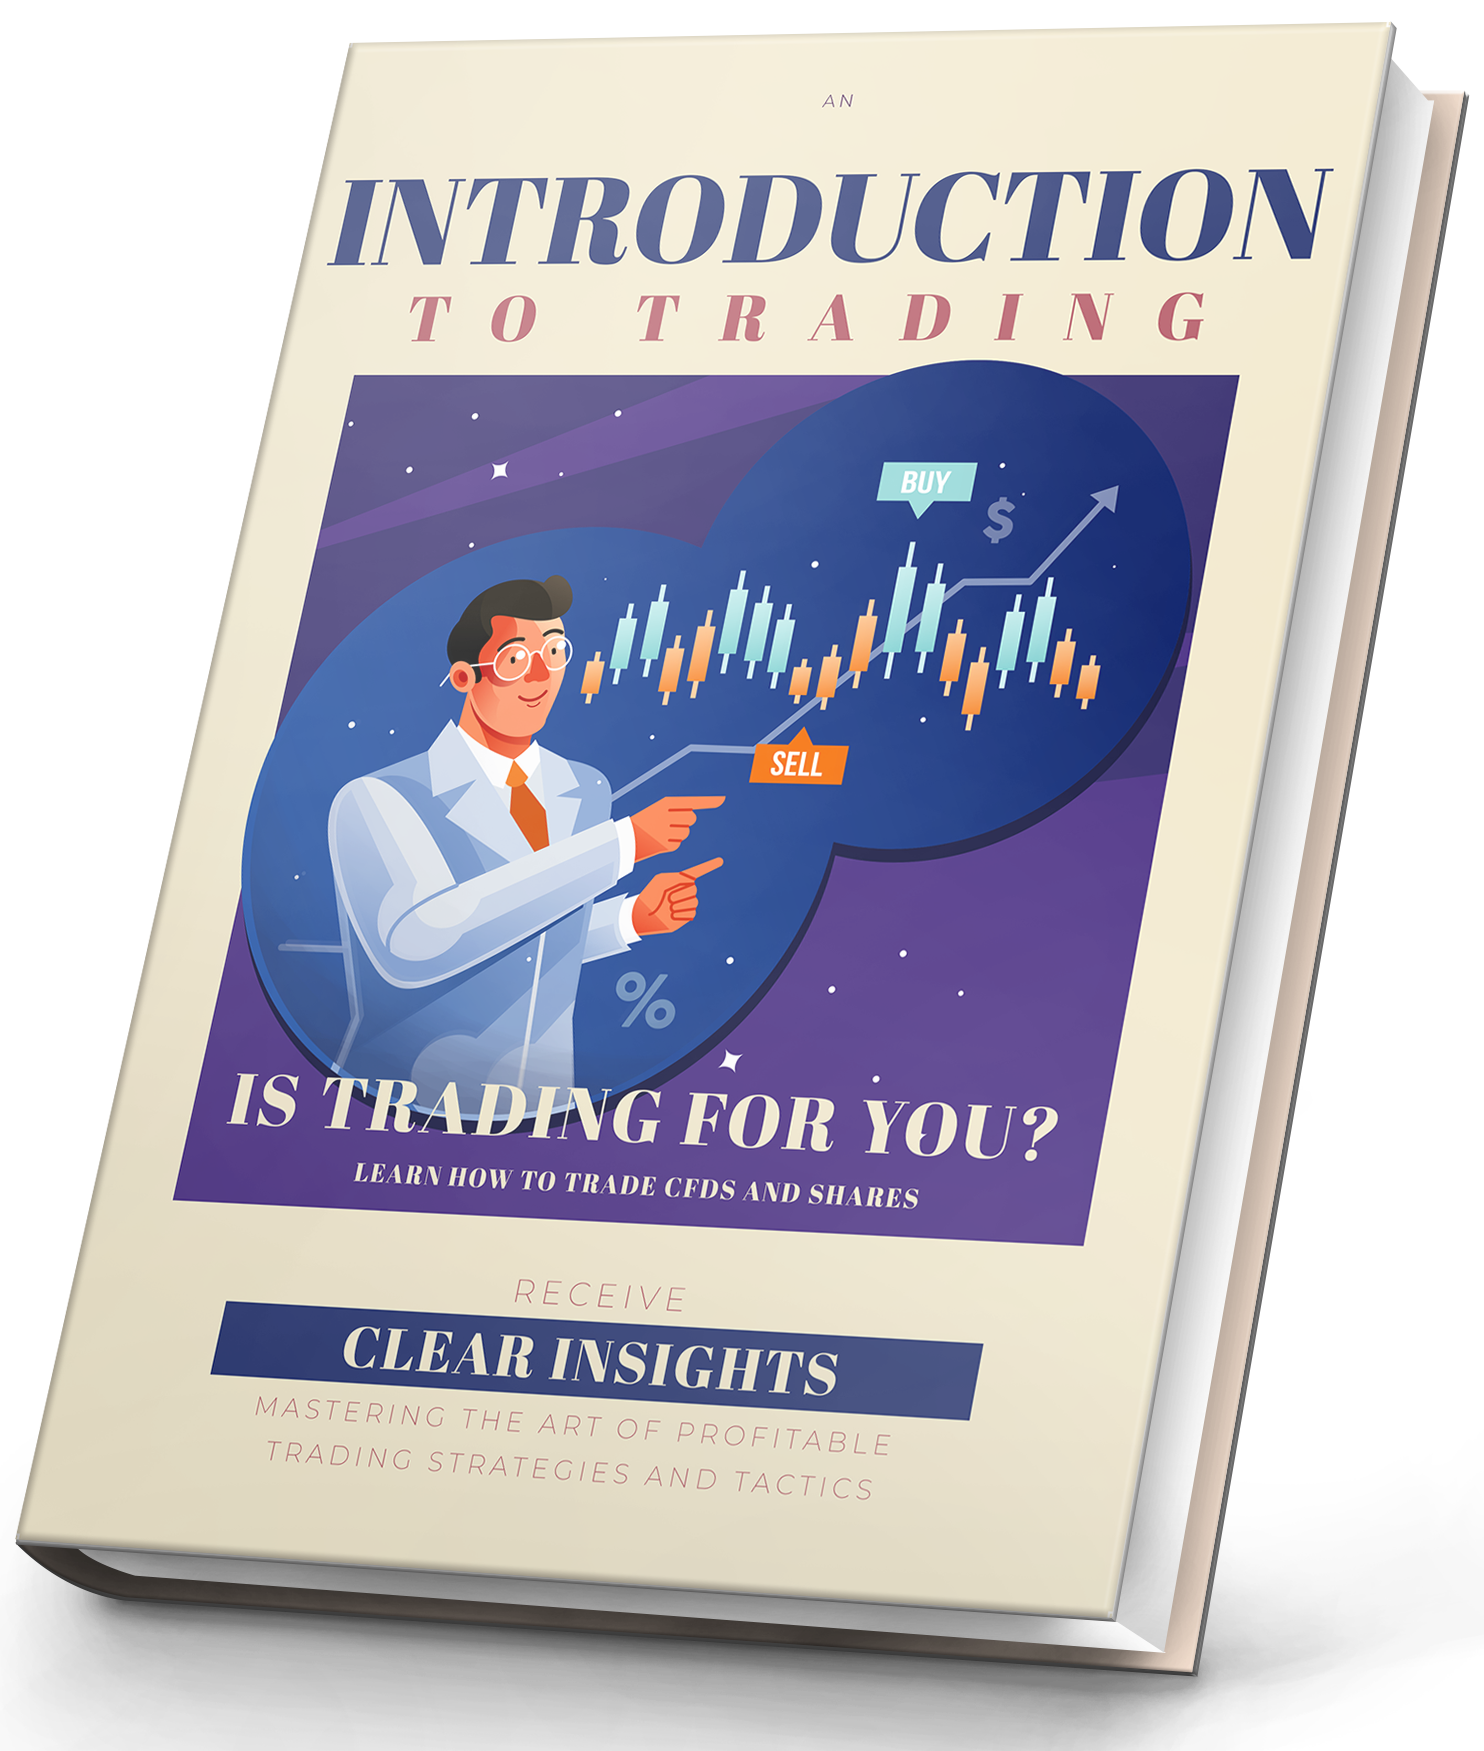 AN
INTRODUCTION
TO TRADING
BUY
$
SELL
%
IS TRADING FOR YOU?
LEARN HOW TO TRADE CFDS AND SHARES
RECEIVE
CLEAR INSIGHTS
MASTERING THE ART OF PROFITABLE
TRADING STRATEGIES AND TACTICS